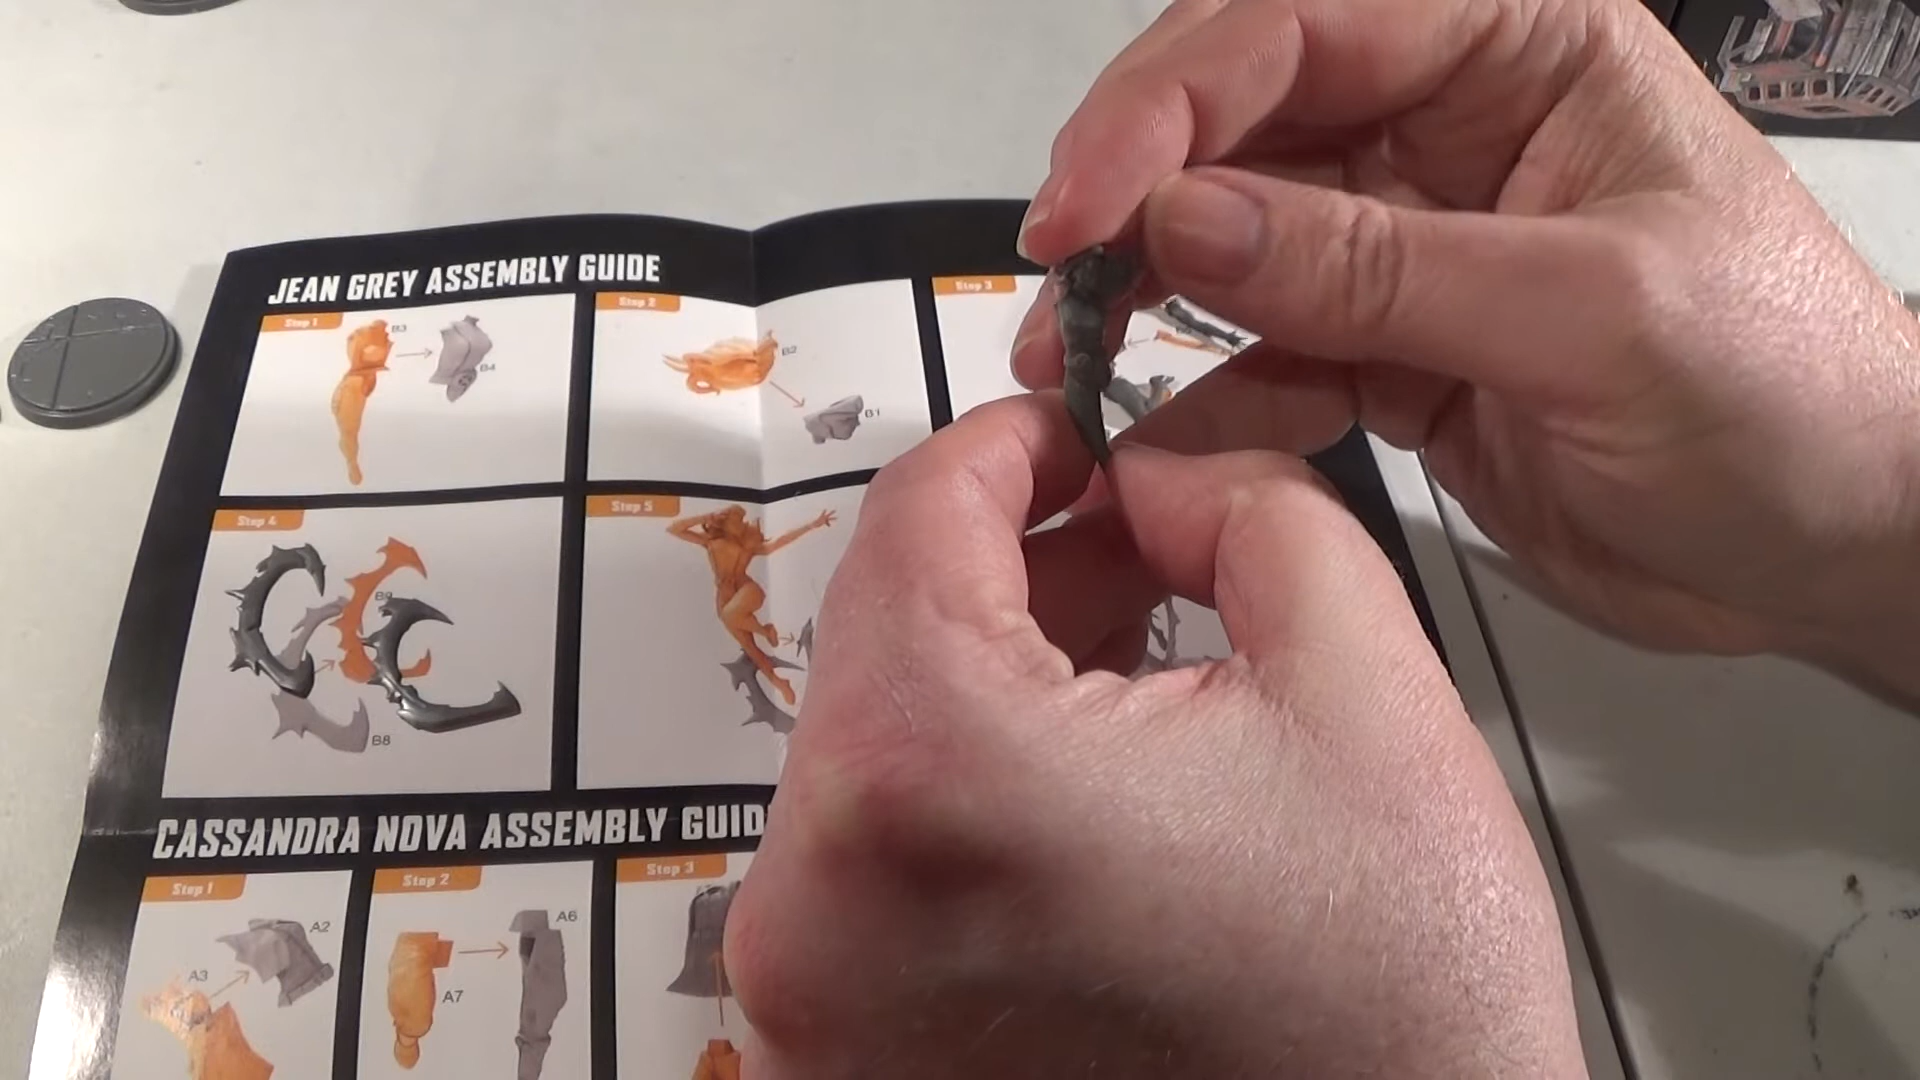 JEAN GREY ASSEMBLY GUIDE
Step 1
Step 2
Step 3
B3
B4
B2
B1
Step 4
Step 5
B9
B8
CASSANDRA NOVA ASSEMBLY GUID
Step 1
Step 2
Step 3
A2
A3
A6
A7